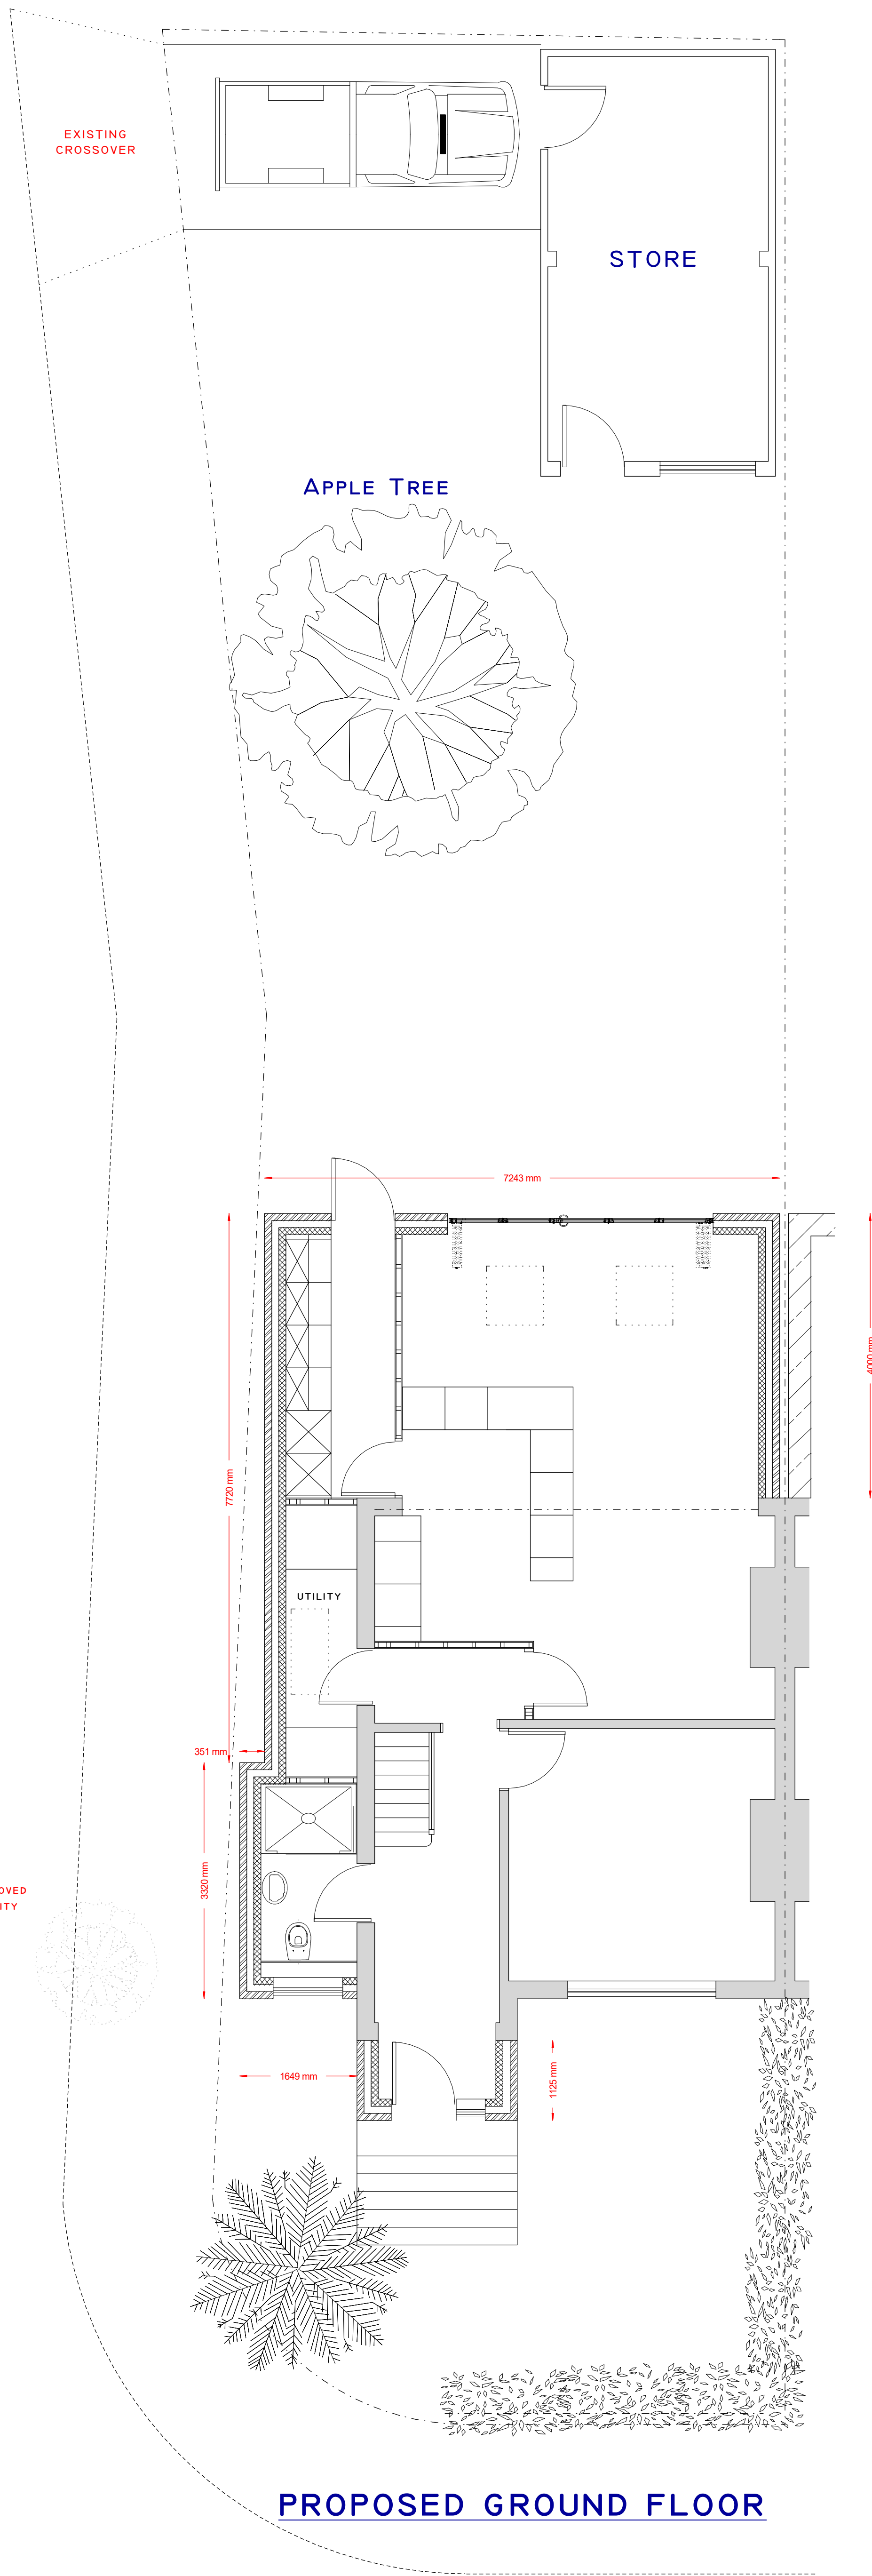 EXISTING
CROSSOVER
STORE
APPLE TREE
7243 mm
4000 mm
7720 mm
UTILITY
351 mm
3320 mm
1649 mm
1125 mm
PROPOSED GROUND FLOOR